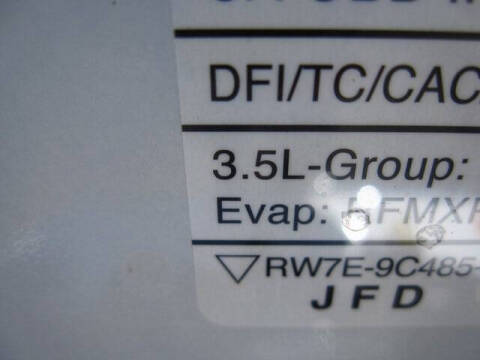 DFI/TC/CAC
3.5L-Group:
Evap:
▽RW7E-9C485-
JFD